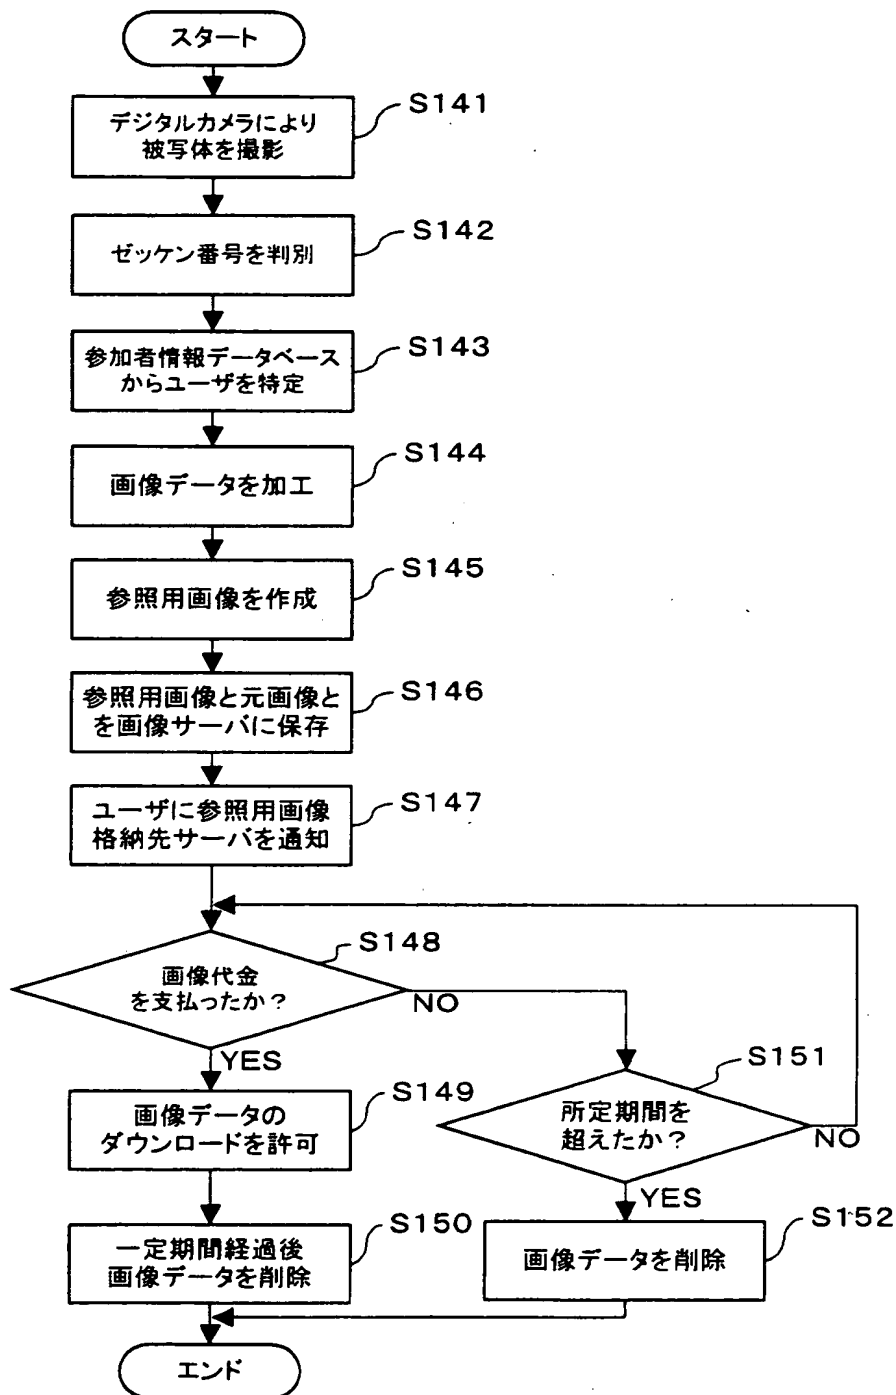 スタート
デジタルカメラにより
被写体を撮影
S141
ゼッケン番号を判別
S142
参加者情報データベース
からユーザを特定
S143
画像データを加工
S144
参照用画像を作成
S145
参照用画像と元画像と
を画像サーバに保存
S146
ユーザに参照用画像
格納先サーバを通知
S147
画像代金
を支払ったか?
S148
NO
YES
画像データの
ダウンロードを許可
S149
所定期間を
超えたか?
S151
NO
YES
一定期間経過後
画像データを削除
S150
画像データを削除
S152
エンド